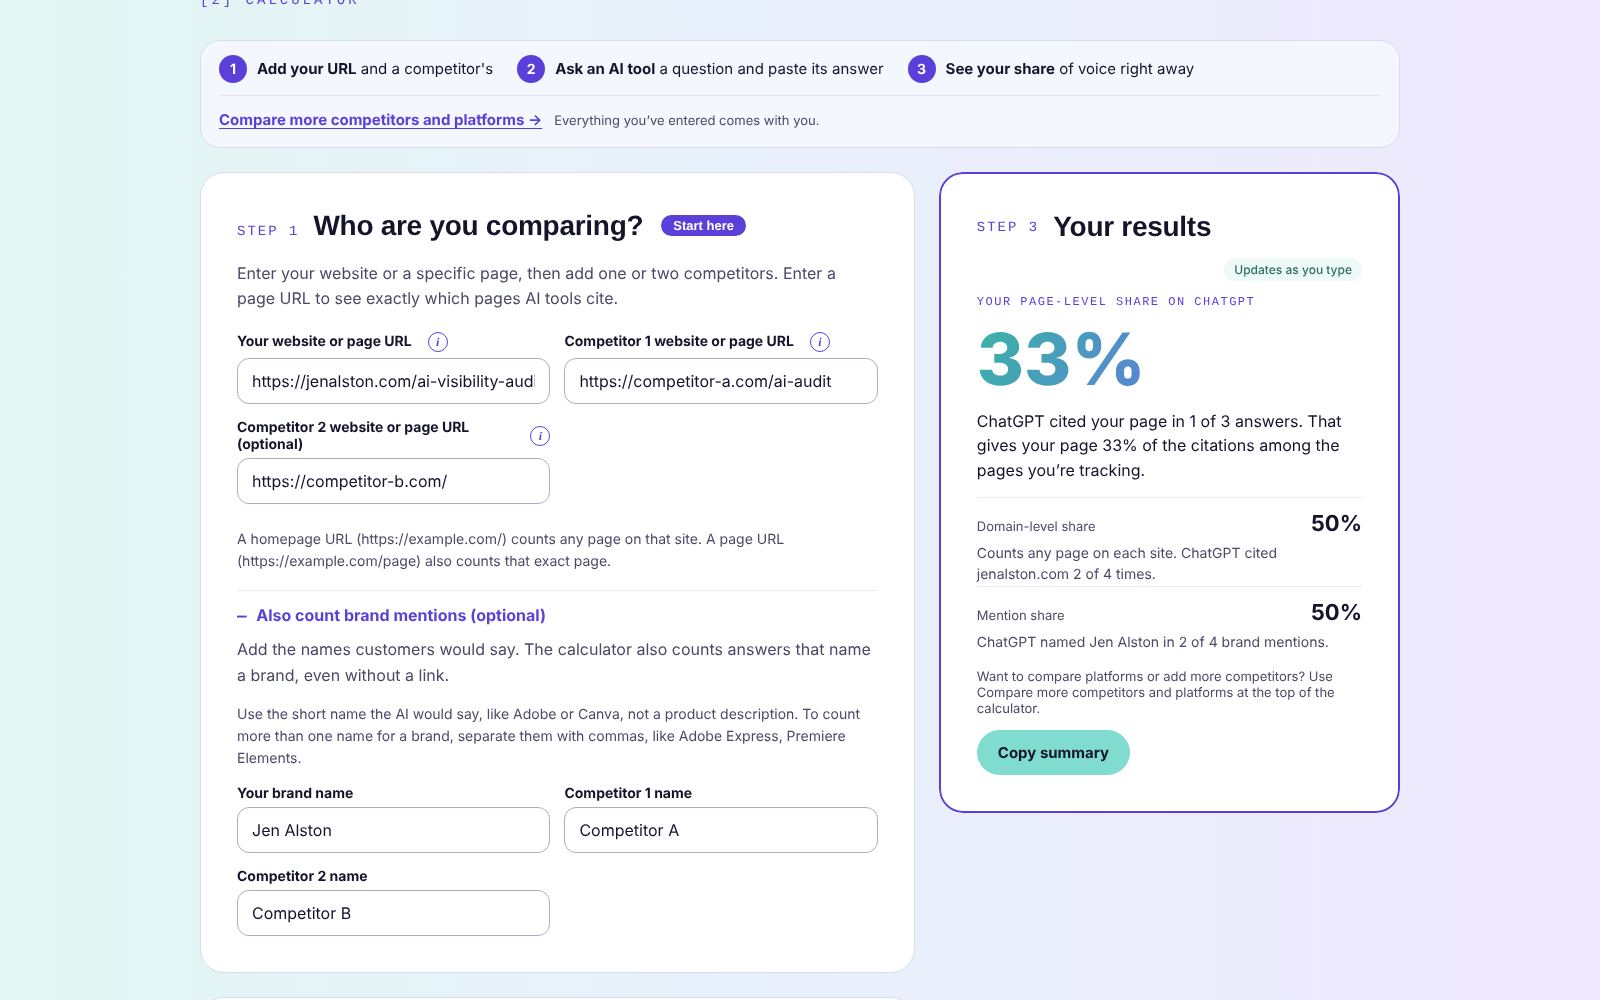 [2] CALCULATOR
1 Add your URL and a competitor's 2 Ask an AI tool a question and paste its answer 3 See your share of voice right away
Compare more competitors and platforms → Everything you’ve entered comes with you.
STEP 1 Who are you comparing? Start here
Enter your website or a specific page, then add one or two competitors. Enter a
page URL to see exactly which pages AI tools cite.
Your website or page URL i
https://jenalston.com/ai-visibility-audi
Competitor 1 website or page URL i
https://competitor-a.com/ai-audit
Competitor 2 website or page URL
(optional) i
https://competitor-b.com/
A homepage URL (https://example.com/) counts any page on that site. A page URL
(https://example.com/page) also counts that exact page.
– Also count brand mentions (optional)
Add the names customers would say. The calculator also counts answers that name
a brand, even without a link.
Use the short name the AI would say, like Adobe or Canva, not a product description. To count
more than one name for a brand, separate them with commas, like Adobe Express, Premiere
Elements.
Your brand name
Jen Alston
Competitor 1 name
Competitor A
Competitor 2 name
Competitor B
STEP 3 Your results
Updates as you type
YOUR PAGE-LEVEL SHARE ON CHATGPT
33%
ChatGPT cited your page in 1 of 3 answers. That
gives your page 33% of the citations among the
pages you’re tracking.
Domain-level share 50%
Counts any page on each site. ChatGPT cited
jenalston.com 2 of 4 times.
Mention share 50%
ChatGPT named Jen Alston in 2 of 4 brand mentions.
Want to compare platforms or add more competitors? Use
Compare more competitors and platforms at the top of the
calculator.
Copy summary